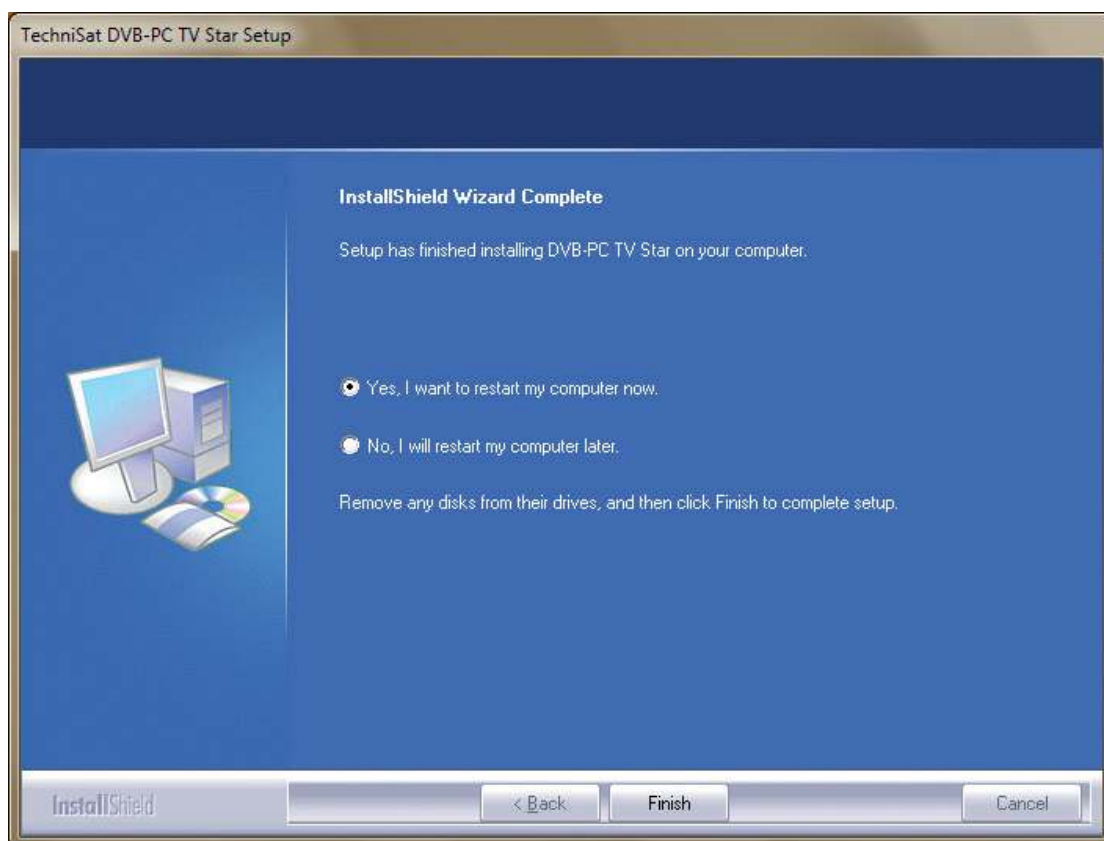 TechniSat DVB-PC TV Star Setup
InstallShield Wizard Complete
Setup has finished installing DVB-PC TV Star on your computer.
Yes, I want to restart my computer now.
No, I will restart my computer later.
Remove any disks from their drives, and then click Finish to complete setup.
InstallShield
< Back
Finish
Cancel